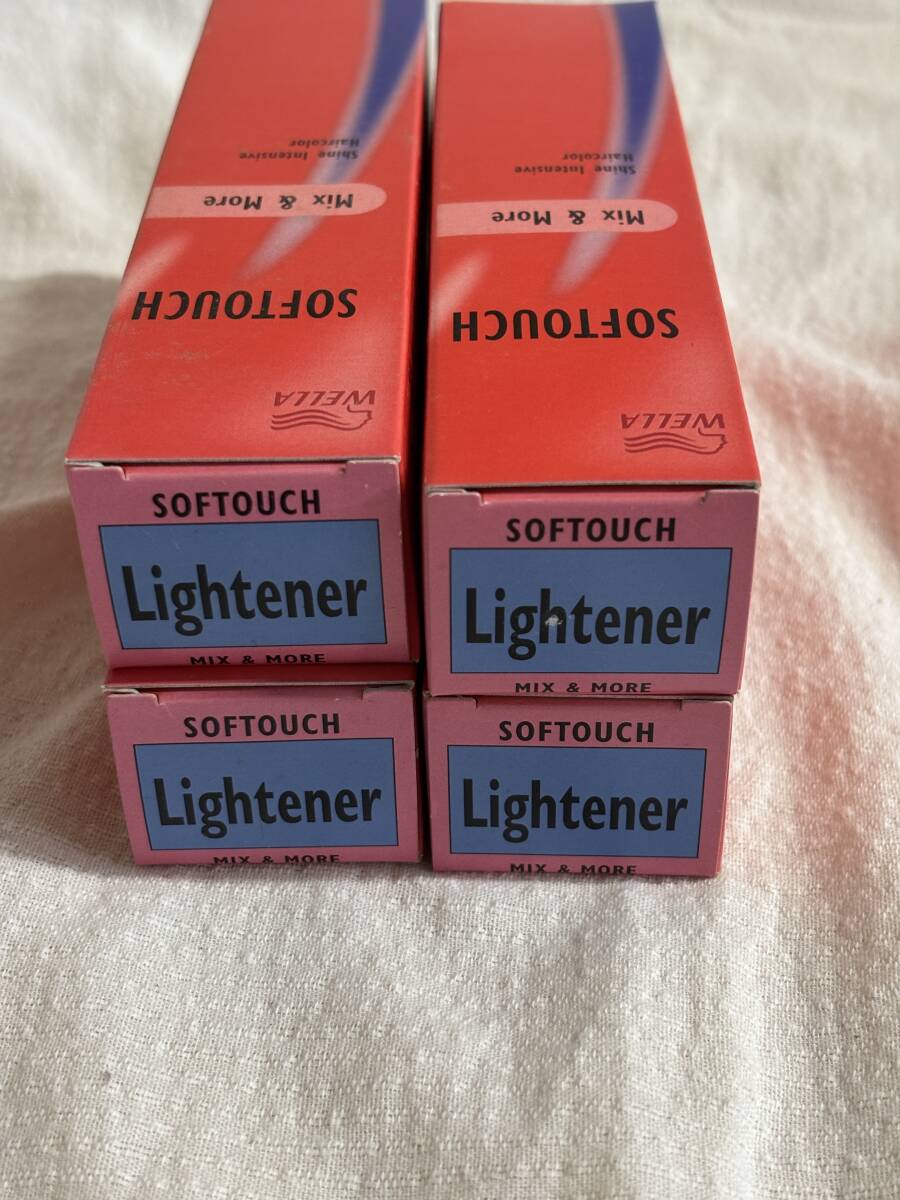 Shine Intensive
Haircolor
Mix & More
SOFTOUCH
WELLA
SOFTOUCH
Lightener
MIX & MORE
Shine Intensive
Haircolor
Mix & More
SOFTOUCH
WELLA
SOFTOUCH
Lightener
MIX & MORE
SOFTOUCH
Lightener
MIX & MORE
SOFTOUCH
Lightener
MIX & MORE